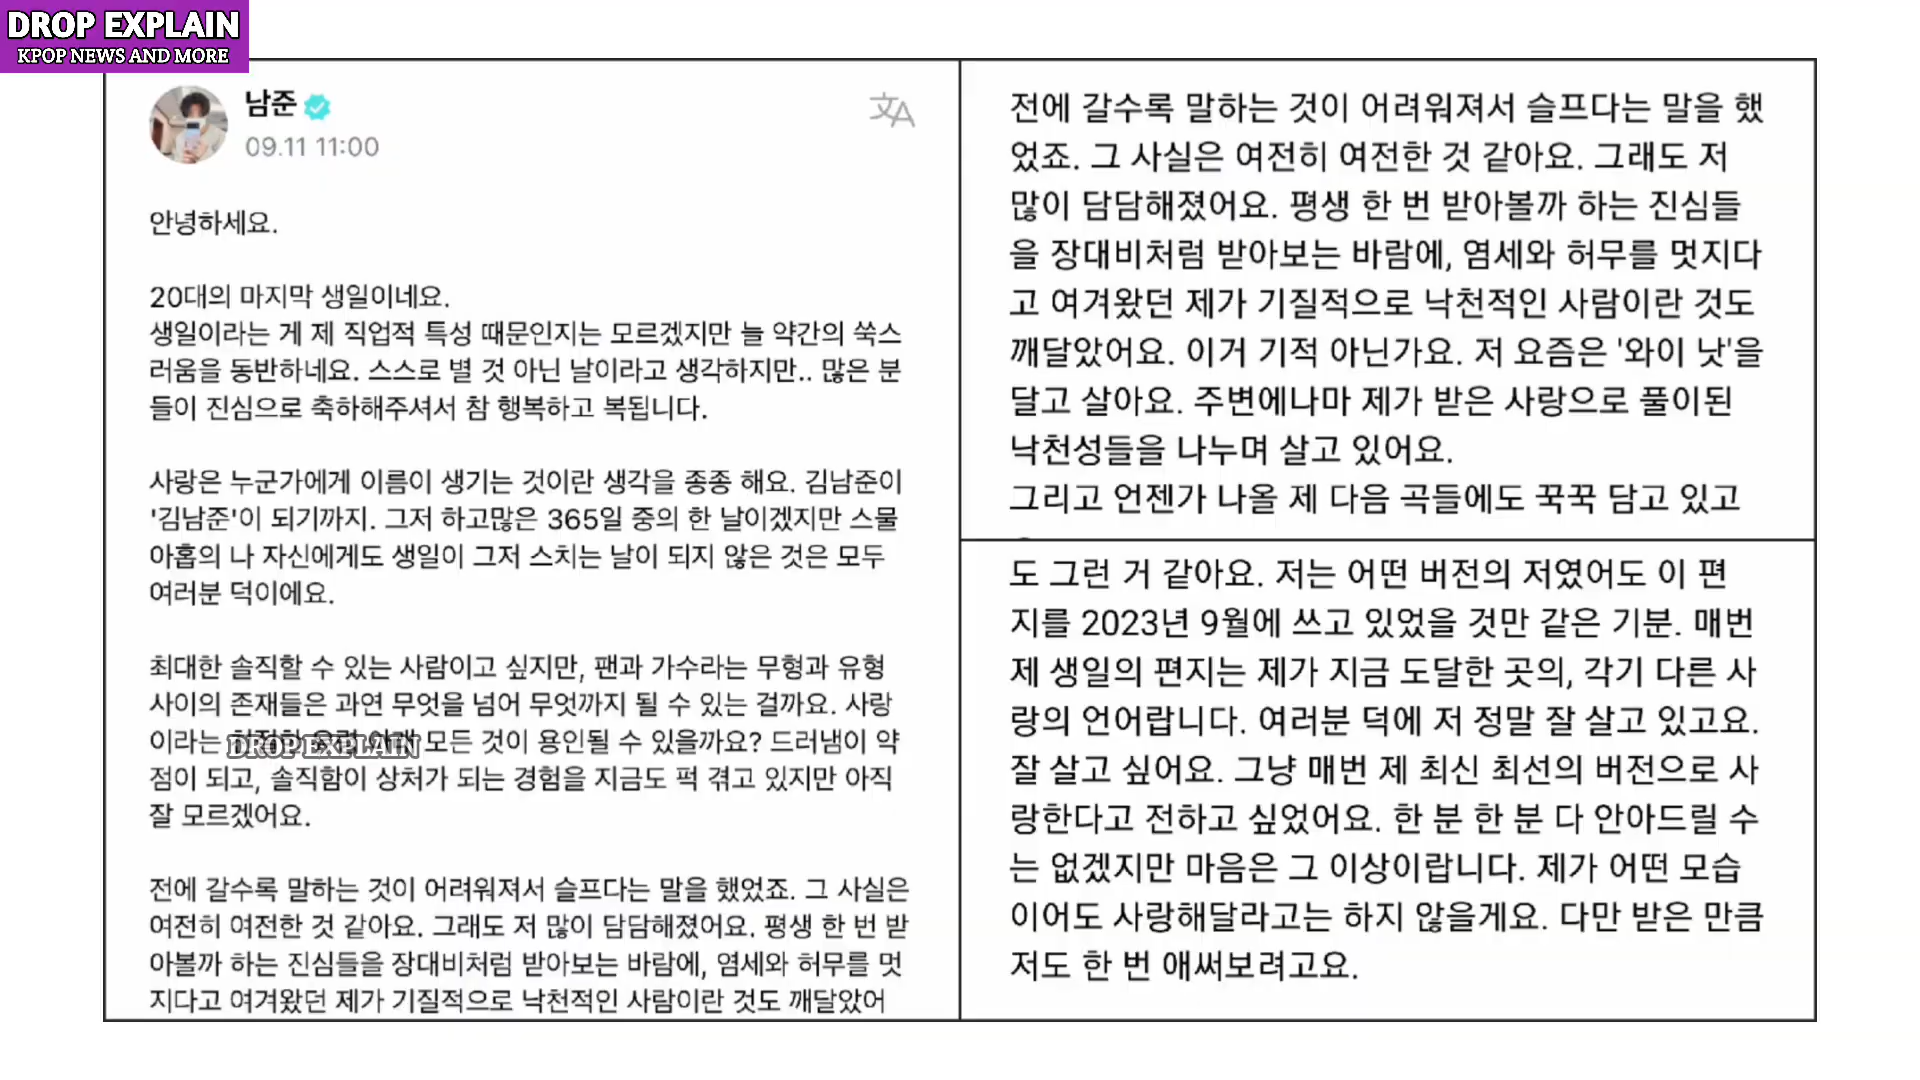 DROP EXPLAIN
KPOP NEWS AND MORE
남준
09.11 11:00
안녕하세요.
20대의 마지막 생일이네요.
생일이라는 게 제 직업적 특성 때문인지는 모르겠지만 늘 약간의 쑥스
러움을 동반하네요. 스스로 별 것 아닌 날이라고 생각하지만.. 많은 분
들이 진심으로 축하해주셔서 참 행복하고 복됩니다.
사랑은 누군가에게 이름이 생기는 것이란 생각을 종종 해요. 김남준이
'김남준'이 되기까지. 그저 하고많은 365일 중의 한 날이겠지만 스물
아홉의 나 자신에게도 생일이 그저 스치는 날이 되지 않은 것은 모두
여러분 덕이에요.
최대한 솔직할 수 있는 사람이고 싶지만, 팬과 가수라는 무형과 유형
사이의 존재들은 과연 무엇을 넘어 무엇까지 될 수 있는 걸까요. 사랑
이라는 모든 것이 용인될 수 있을까요? 드러냄이 약
DROP EXPLAIN
점이 되고, 솔직함이 상처가 되는 경험을 지금도 퍽 겪고 있지만 아직
잘 모르겠어요.
전에 갈수록 말하는 것이 어려워져서 슬프다는 말을 했었죠. 그 사실은
여전히 여전한 것 같아요. 그래도 저 많이 담담해졌어요. 평생 한 번 받
아볼까 하는 진심들을 장대비처럼 받아보는 바람에, 염세와 허무를 멋
지다고 여겨왔던 제가 기질적으로 낙천적인 사람이란 것도 깨달았어
전에 갈수록 말하는 것이 어려워져서 슬프다는 말을 했
었죠. 그 사실은 여전히 여전한 것 같아요. 그래도 저
많이 담담해졌어요. 평생 한 번 받아볼까 하는 진심들
을 장대비처럼 받아보는 바람에, 염세와 허무를 멋지다
고 여겨왔던 제가 기질적으로 낙천적인 사람이란 것도
깨달았어요. 이거 기적 아닌가요. 저 요즘은 '와이 낫'을
달고 살아요. 주변에나마 제가 받은 사랑으로 풀이된
낙천성들을 나누며 살고 있어요.
그리고 언젠가 나올 제 다음 곡들에도 꾹꾹 담고 있고
도 그런 거 같아요. 저는 어떤 버전의 저였어도 이 편
지를 2023년 9월에 쓰고 있었을 것만 같은 기분. 매번
제 생일의 편지는 제가 지금 도달한 곳의, 각기 다른 사
랑의 언어랍니다. 여러분 덕에 저 정말 잘 살고 있고요.
잘 살고 싶어요. 그냥 매번 제 최신 최선의 버전으로 사
랑한다고 전하고 싶었어요. 한 분 한 분 다 안아드릴 수
는 없겠지만 마음은 그 이상이랍니다. 제가 어떤 모습
이어도 사랑해달라고는 하지 않을게요. 다만 받은 만큼
저도 한 번 애써보려고요.